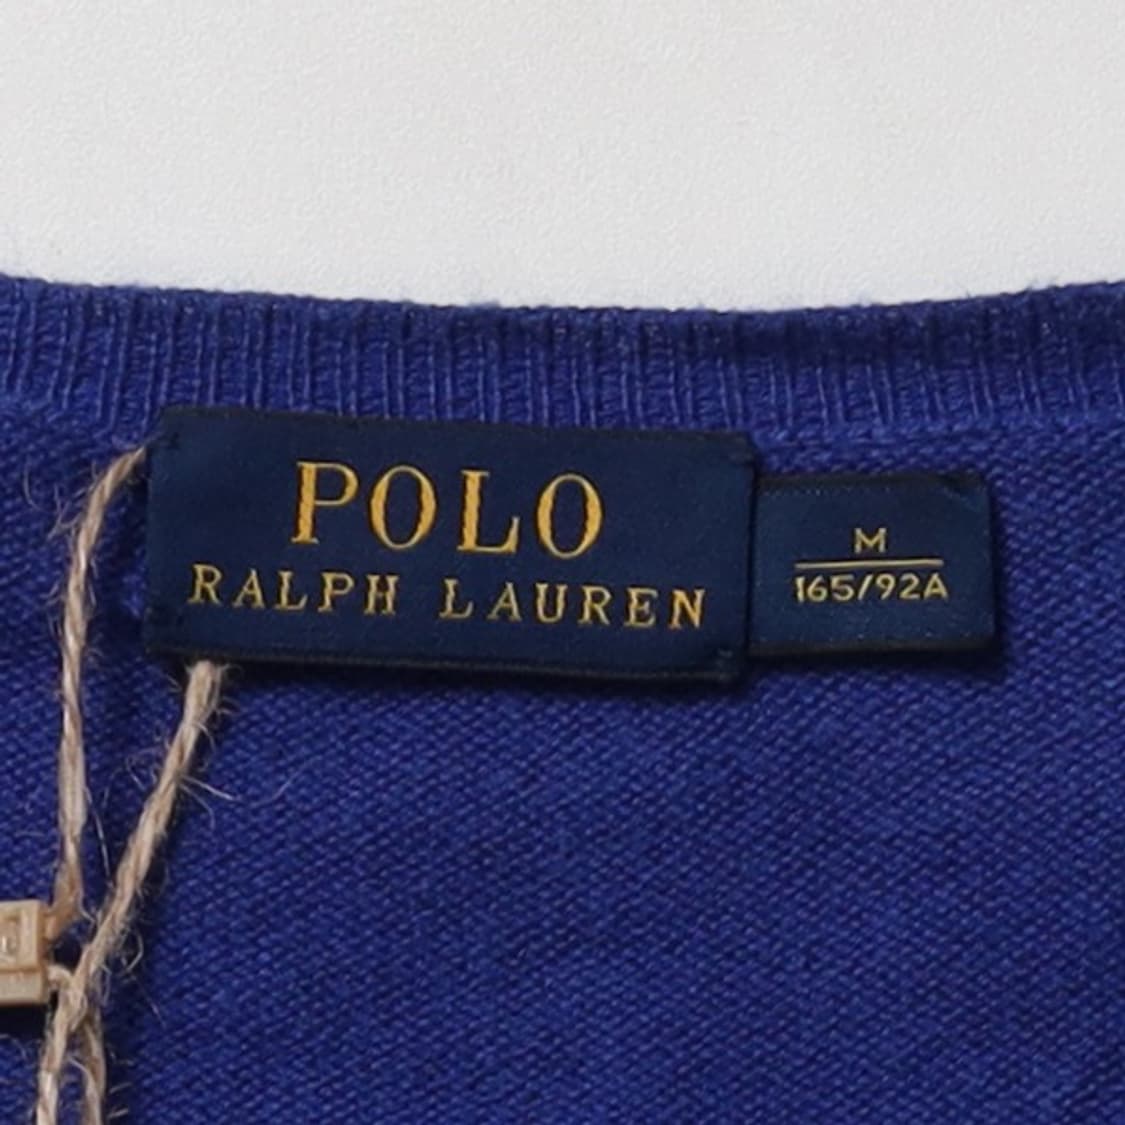 POLO
RALPH LAUREN
M
165/92A